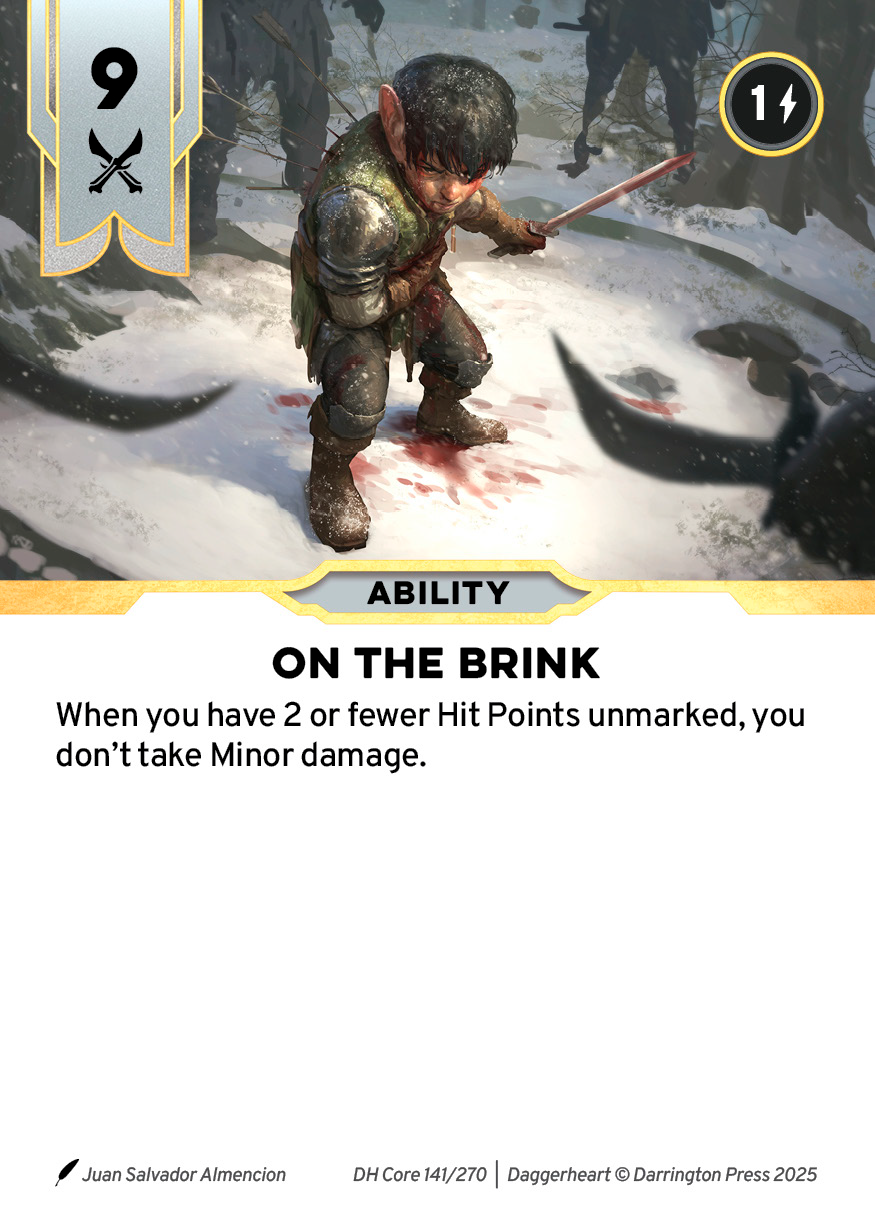 9
1
ABILITY
ON THE BRINK
When you have 2 or fewer Hit Points unmarked, you
don’t take Minor damage.
Juan Salvador Almencion DH Core 141/270 | Daggerheart © Darrington Press 2025